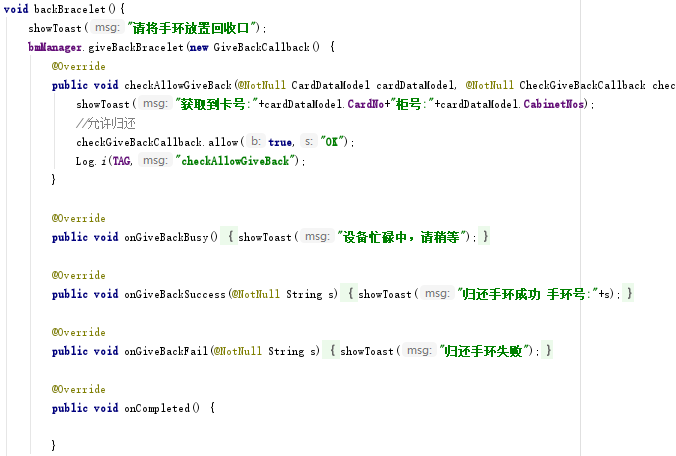 void backBracelet(){
showToast( msg: "请将手环放置回收口");
bmManager.giveBackBracelet(new GiveBackCallback() {
@Override
public void checkAllowGiveBack(@NotNull CardDataModel cardDataModel, @NotNull CheckGiveBackCallback chec
showToast( msg: "获取到卡号:"+cardDataModel.CardNo+"柜号:"+cardDataModel.CabinetNos);
//允许归还
checkGiveBackCallback.allow( b: true, s: "OK");
Log.i(TAG, msg: "checkAllowGiveBack");
}
@Override
public void onGiveBackBusy() { showToast( msg: "设备忙碌中，请稍等"); }
@Override
public void onGiveBackSuccess(@NotNull String s) { showToast( msg: "归还手环成功 手环号:"+s); }
@Override
public void onGiveBackFail(@NotNull String s) { showToast( msg: "归还手环失败"); }
@Override
public void onCompleted() {
}